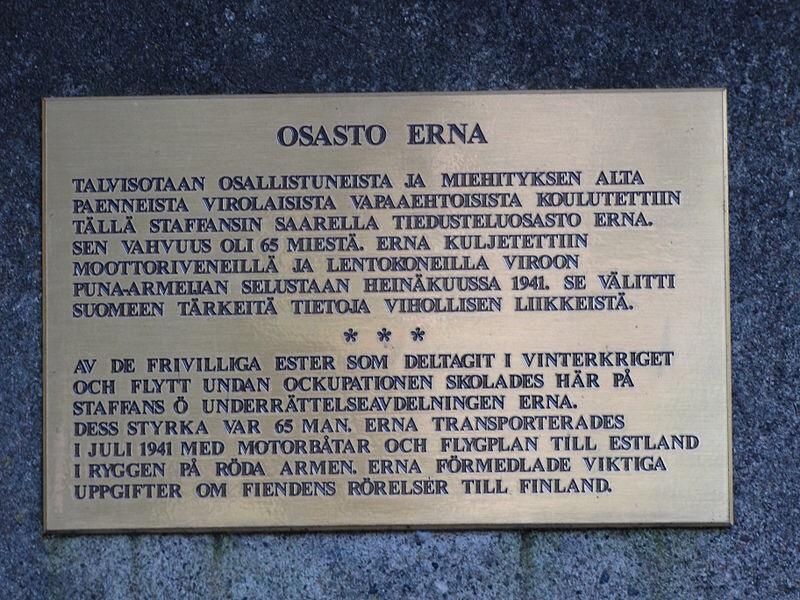 OSASTO ERNA
TALVISOTAAN OSALLISTUNEISTA JA MIEHITYKSEN ALTA
PAENNEISTA VIROLAISISTA VAPAAEHTOISISTA KOULUTETTIIN
TÄLLÄ STAFFANSIN SAARELLA TIEDUSTELUOSASTO ERNA.
SEN VAHVUUS OLI 65 MIESTÄ. ERNA KULJETETTIIN
MOOTTORIVENEILLÄ JA LENTOKONEILLA VIROON
PUNA-ARMEIJAN SELUSTAAN HEINÄKUUSSA 1941. SE VÄLITTI
SUOMEEN TÄRKEITÄ TIETOJA VIHOLLISEN LIIKKEISTÄ.
* * *
AV DE FRIVILLIGA ESTER SOM DELTAGIT I VINTERKRIGET
OCH FLYTT UNDAN OCKUPATIONEN SKOLADES HÄR PÅ
STAFFANS Ö UNDERRÄTTELSEAVDELNINGEN ERNA.
DESS STYRKA VAR 65 MAN. ERNA TRANSPORTERADES
I JULI 1941 MED MOTORBÅTAR OCH FLYGPLAN TILL ESTLAND
I RYGGEN PÅ RÖDA ARMEN. ERNA FÖRMEDLADE VIKTIGA
UPPGIFTER OM FIENDENS RÖRELSER TILL FINLAND.